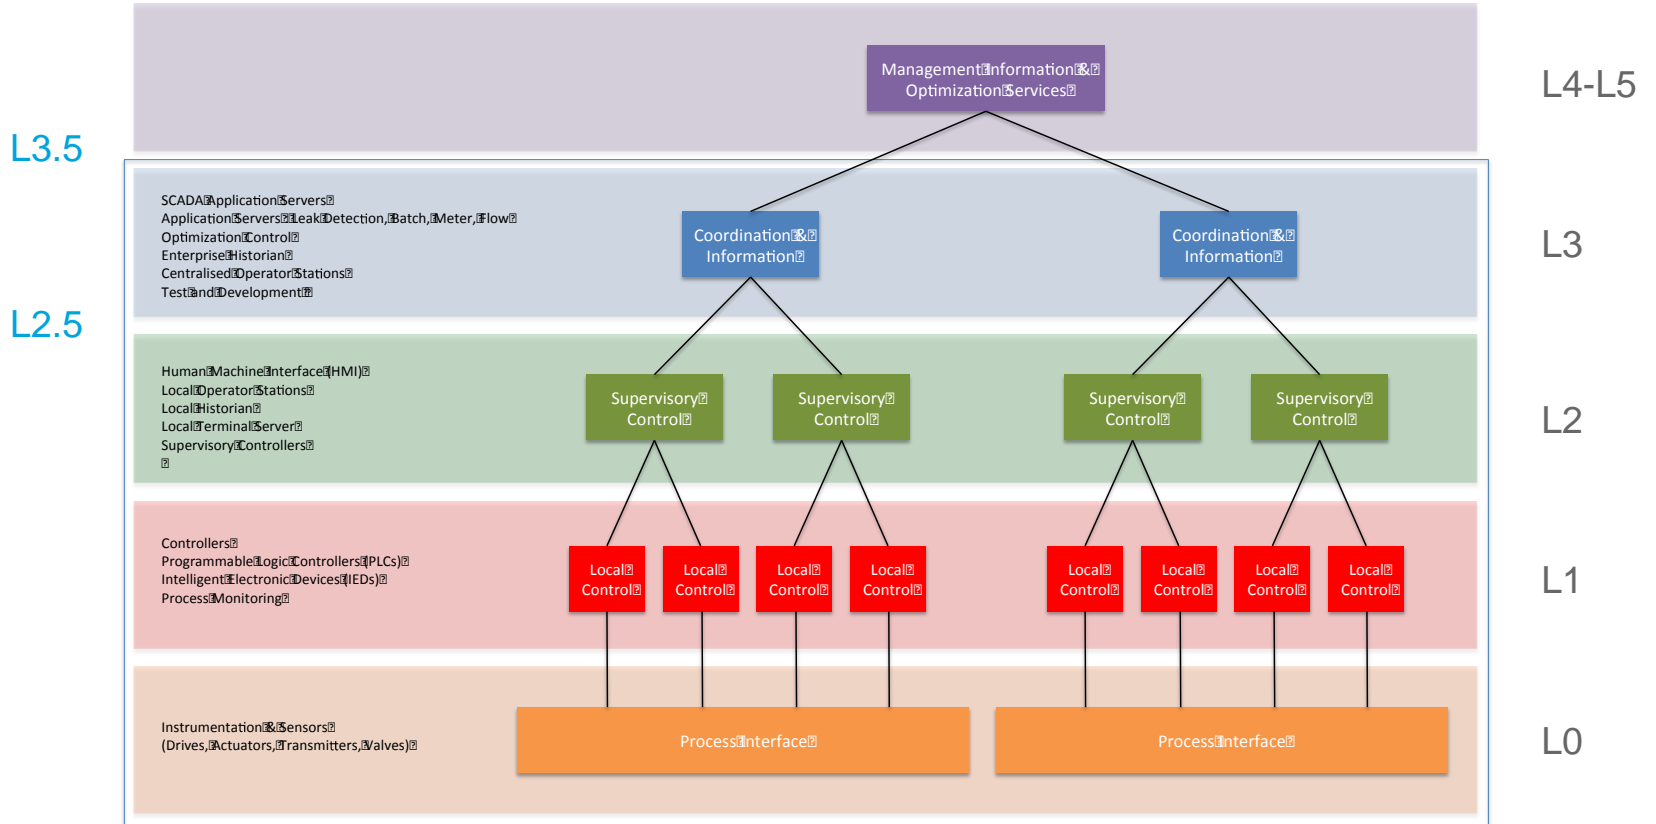 Management Information &
Optimization Services
L4-L5
L3.5
SCADA Application Servers
Application Servers Leak Detection, Batch, Meter, Flow
Optimization Control
Enterprise Historian
Centralised Operator Stations
Test and Development
Coordination &
Information
Coordination &
Information
L3
L2.5
Human Machine Interface (HMI)
Local Operator Stations
Local Historian
Local Terminal Server
Supervisory Controllers
Supervisory
Control
Supervisory
Control
Supervisory
Control
Supervisory
Control
L2
Controllers
Programmable Logic Controllers (PLCs)
Intelligent Electronic Devices (IEDs)
Process Monitoring
Local
Control
Local
Control
Local
Control
Local
Control
Local
Control
Local
Control
Local
Control
Local
Control
L1
Instrumentation & Sensors
(Drives, Actuators, Transmitters, Valves)
Process Interface
Process Interface
L0